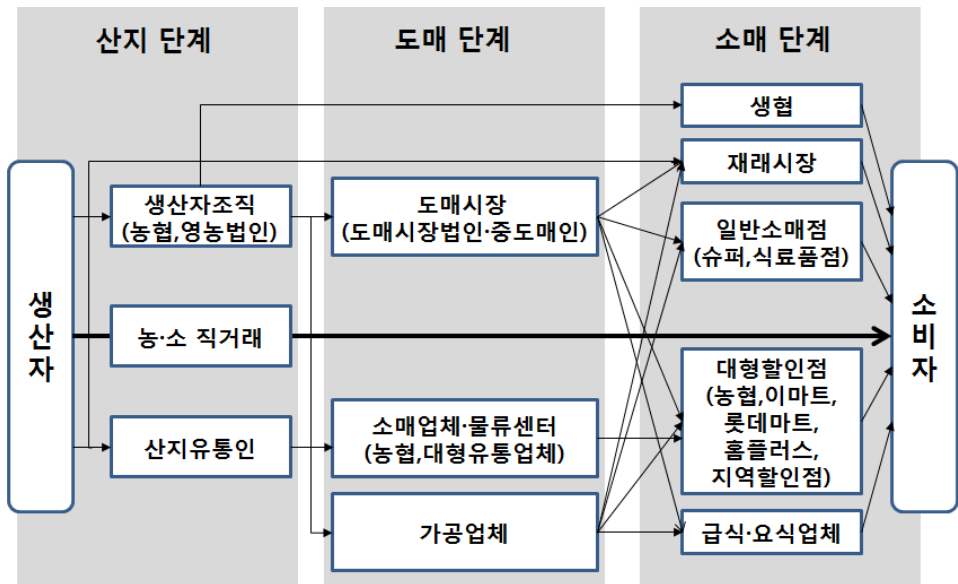 산지 단계
도매 단계
소매 단계
생산자
생산자조직
(농협,영농법인)
농·소 직거래
산지유통인
도매시장
(도매시장법인·중도매인)
소매업체·물류센터
(농협,대형유통업체)
가공업체
생협
재래시장
일반소매점
(슈퍼,식료품점)
대형할인점
(농협,이마트,
롯데마트,
홈플러스,
지역할인점)
급식·요식업체
소비자